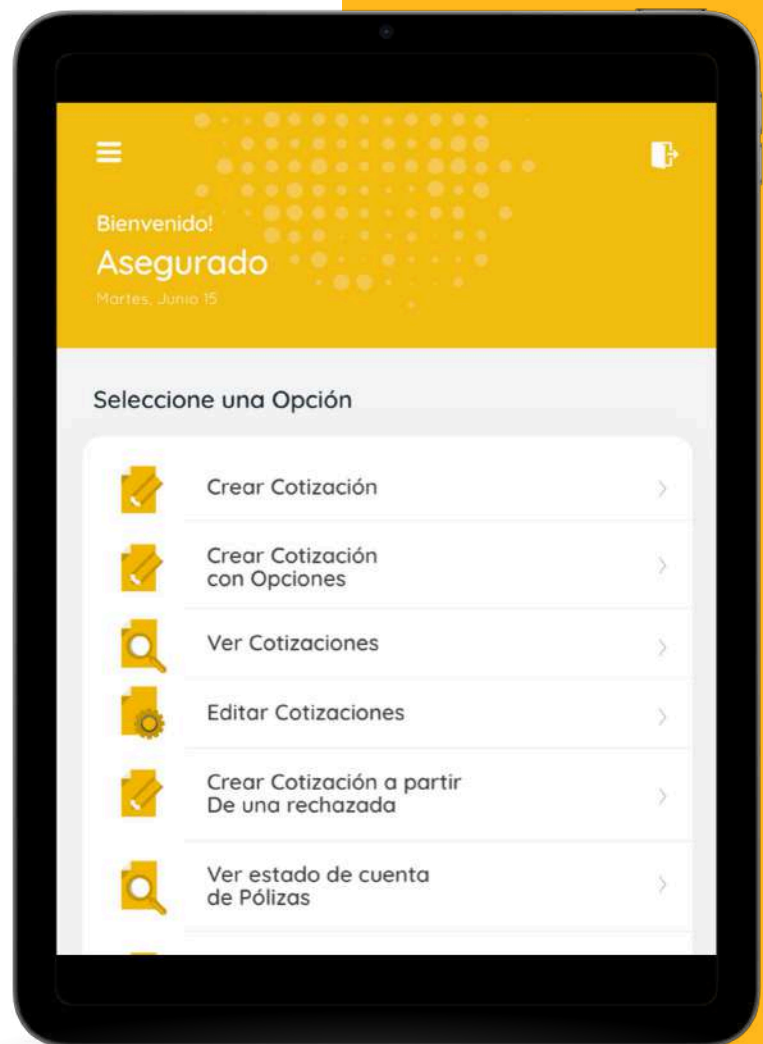 Bienvenido!
Asegurado
Martes, Junio 15
Seleccione una Opción
Crear Cotización
Crear Cotización
con Opciones
Ver Cotizaciones
Editar Cotizaciones
Crear Cotización a partir
De una rechazada
Ver estado de cuenta
de Pólizas